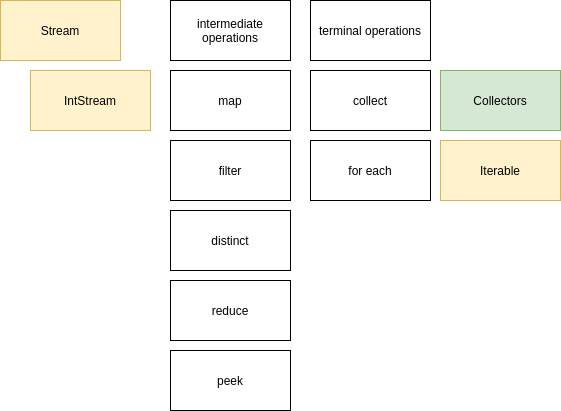 Stream
intermediate
operations
terminal operations
IntStream
map
collect
Collectors
filter
for each
Iterable
distinct
reduce
peek